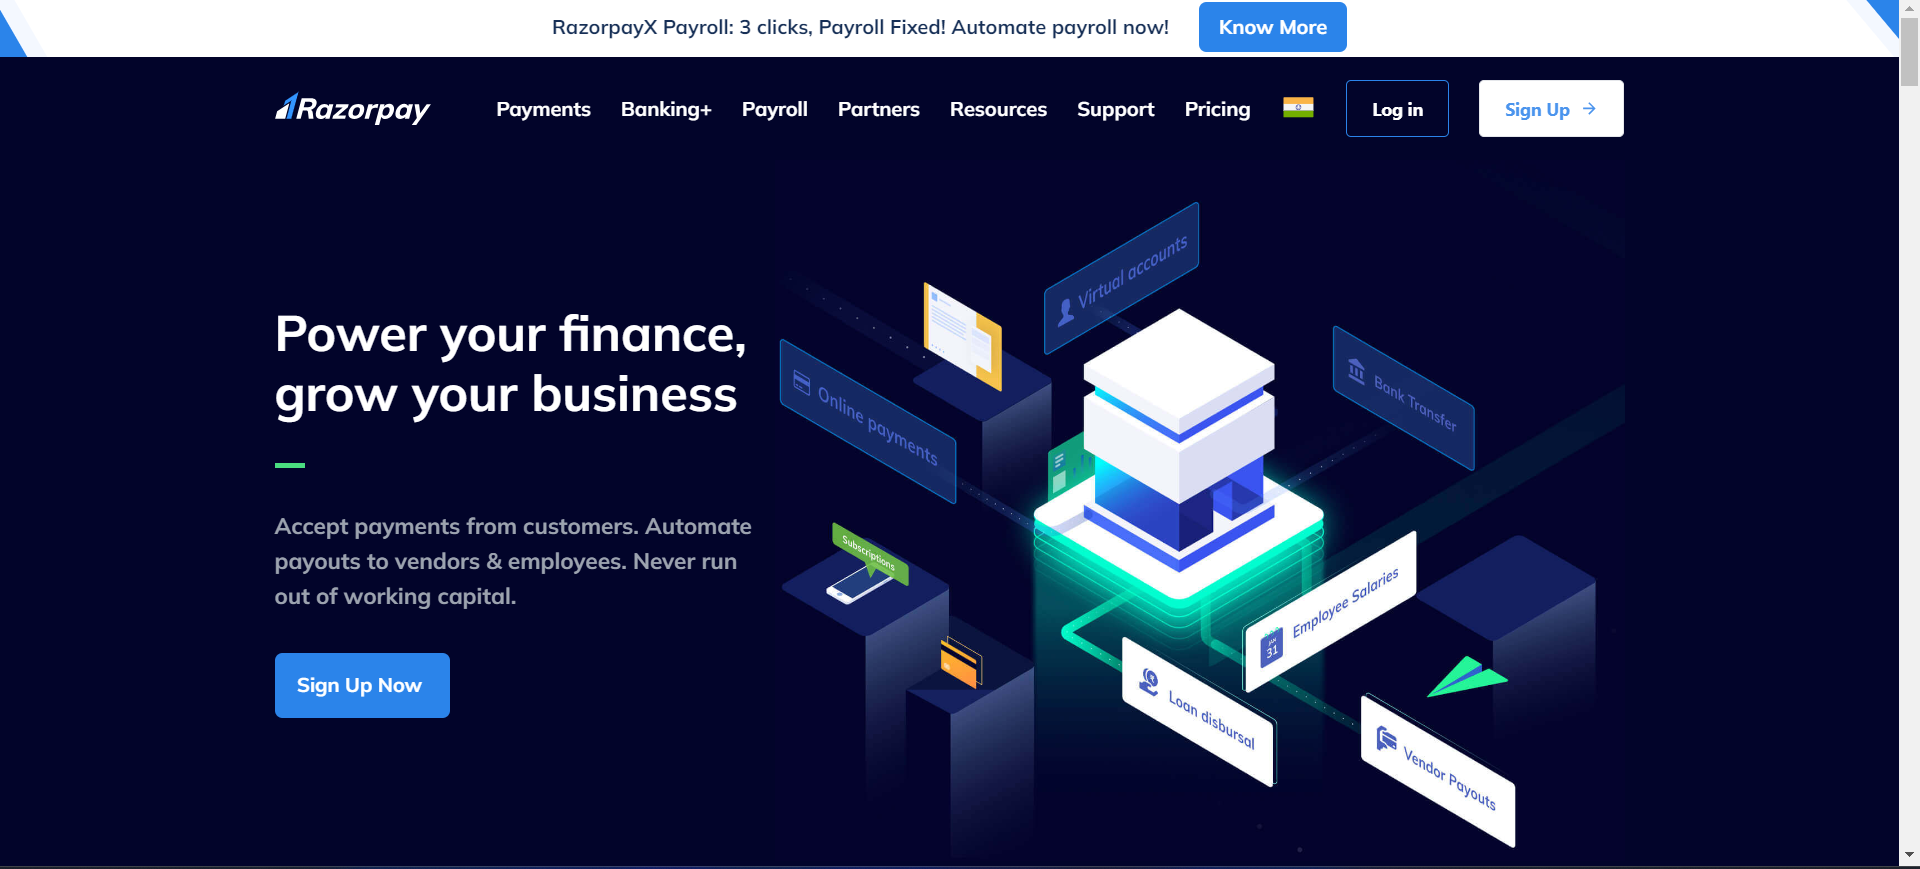 RazorpayX Payroll: 3 clicks, Payroll Fixed! Automate payroll now!
Know More
Razorpay
Payments
Banking+
Payroll
Partners
Resources
Support
Pricing
Log in
Sign Up
Power your finance,
grow your business
Accept payments from customers. Automate
payouts to vendors & employees. Never run
out of working capital.
Sign Up Now
Virtual accounts
Online payments
Bank Transfer
Subscriptions
JAN
31
Employee Salaries
Loan disbursal
Vendor Payouts